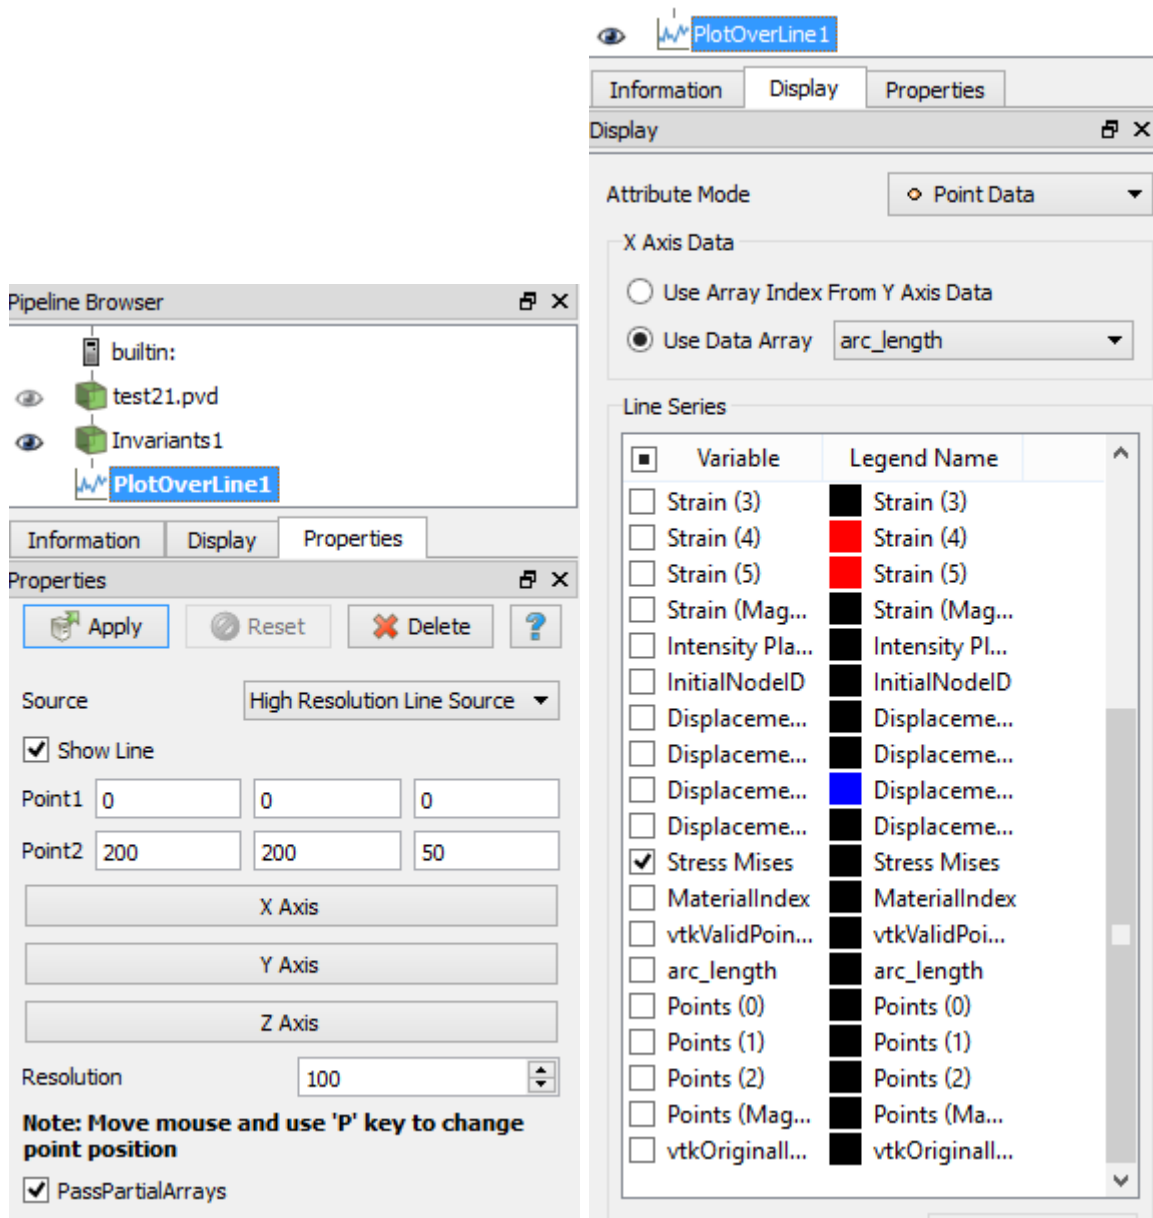 Pipeline Browser
builtin:
test21.pvd
Invariants1
PlotOverLine1
Information Display Properties
Properties
Apply Reset Delete ?
Source High Resolution Line Source
Show Line
Point1 0 0 0
Point2 200 200 50
X Axis
Y Axis
Z Axis
Resolution 100
Note: Move mouse and use 'P' key to change
point position
PassPartialArrays
PlotOverLine1
Information Display Properties
Display
Attribute Mode Point Data
X Axis Data
Use Array Index From Y Axis Data
Use Data Array arc_length
Line Series
Variable Legend Name
Strain (3) Strain (3)
Strain (4) Strain (4)
Strain (5) Strain (5)
Strain (Mag... Strain (Mag...
Intensity Pla... Intensity Pl...
InitialNodeID InitialNodeID
Displaceme... Displaceme...
Displaceme... Displaceme...
Displaceme... Displaceme...
Displaceme... Displaceme...
Stress Mises Stress Mises
MaterialIndex MaterialIndex
vtkValidPoin... vtkValidPoi...
arc_length arc_length
Points (0) Points (0)
Points (1) Points (1)
Points (2) Points (2)
Points (Mag... Points (Ma...
vtkOriginalI... vtkOriginalI...